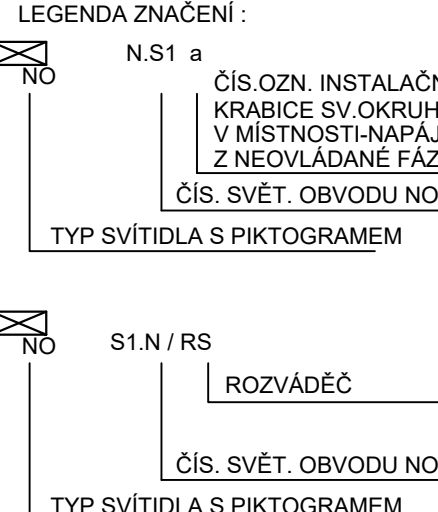 LEGENDA ZNAČENÍ :
N.S1 a
NO
ČÍS.OZN. INSTALAČN
KRABICE SV.OKRUH
V MÍSTNOSTI-NAPÁJ
Z NEOVLÁDANÉ FÁZ
ČÍS. SVĚT. OBVODU NO
TYP SVÍTIDLA S PIKTOGRAMEM
NO
S1.N / RS
ROZVÁDĚČ
ČÍS. SVĚT. OBVODU NO
TYP SVÍTIDLA S PIKTOGRAMEM